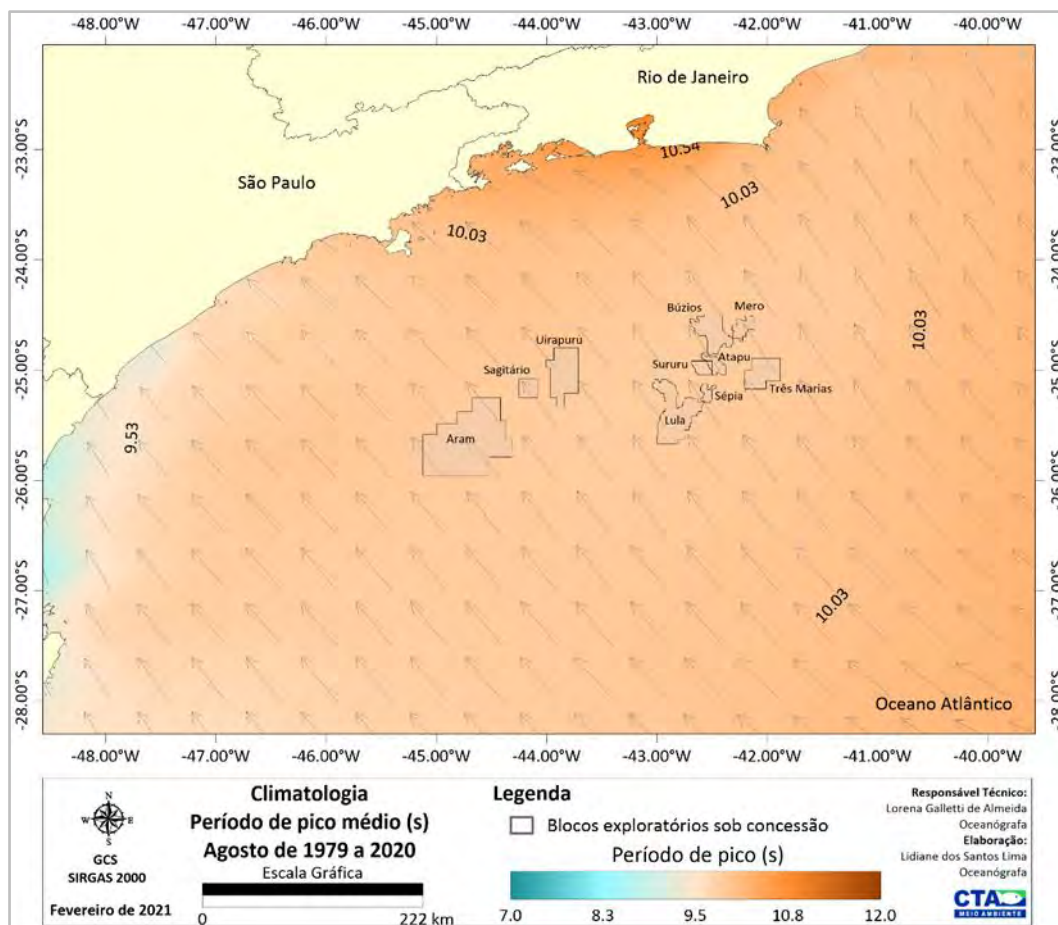 -48.00°W -47.00°W -46.00°W -45.00°W -44.00°W -43.00°W -42.00°W -41.00°W -40.00°W
Rio de Janeiro
-23.00°S
10.54
-23.00°S
São Paulo
10.03
10.03
-24.00°S
-24.00°S
Búzios
Mero
10.03
Uirapuru
-25.00°S
Sagitário
Sururu
Atapu
-25.00°S
Três Marias
Sépia
Lula
Aram
9.53
-26.00°S
-26.00°S
-27.00°S
10.03
-27.00°S
-28.00°S
Oceano Atlântico
-28.00°S
-48.00°W -47.00°W -46.00°W -45.00°W -44.00°W -43.00°W -42.00°W -41.00°W -40.00°W
N
W E
S
GCS
SIRGAS 2000
Fevereiro de 2021
Climatologia
Período de pico médio (s)
Agosto de 1979 a 2020
Escala Gráfica
0 222 km
Legenda
Blocos exploratórios sob concessão
Período de pico (s)
7.0 8.3 9.5 10.8 12.0
Responsável Técnico:
Lorena Galletti de Almeida
Oceanógrafa
Elaboração:
Lidiane dos Santos Lima
Oceanógrafa
CTA
MEIO AMBIENTE